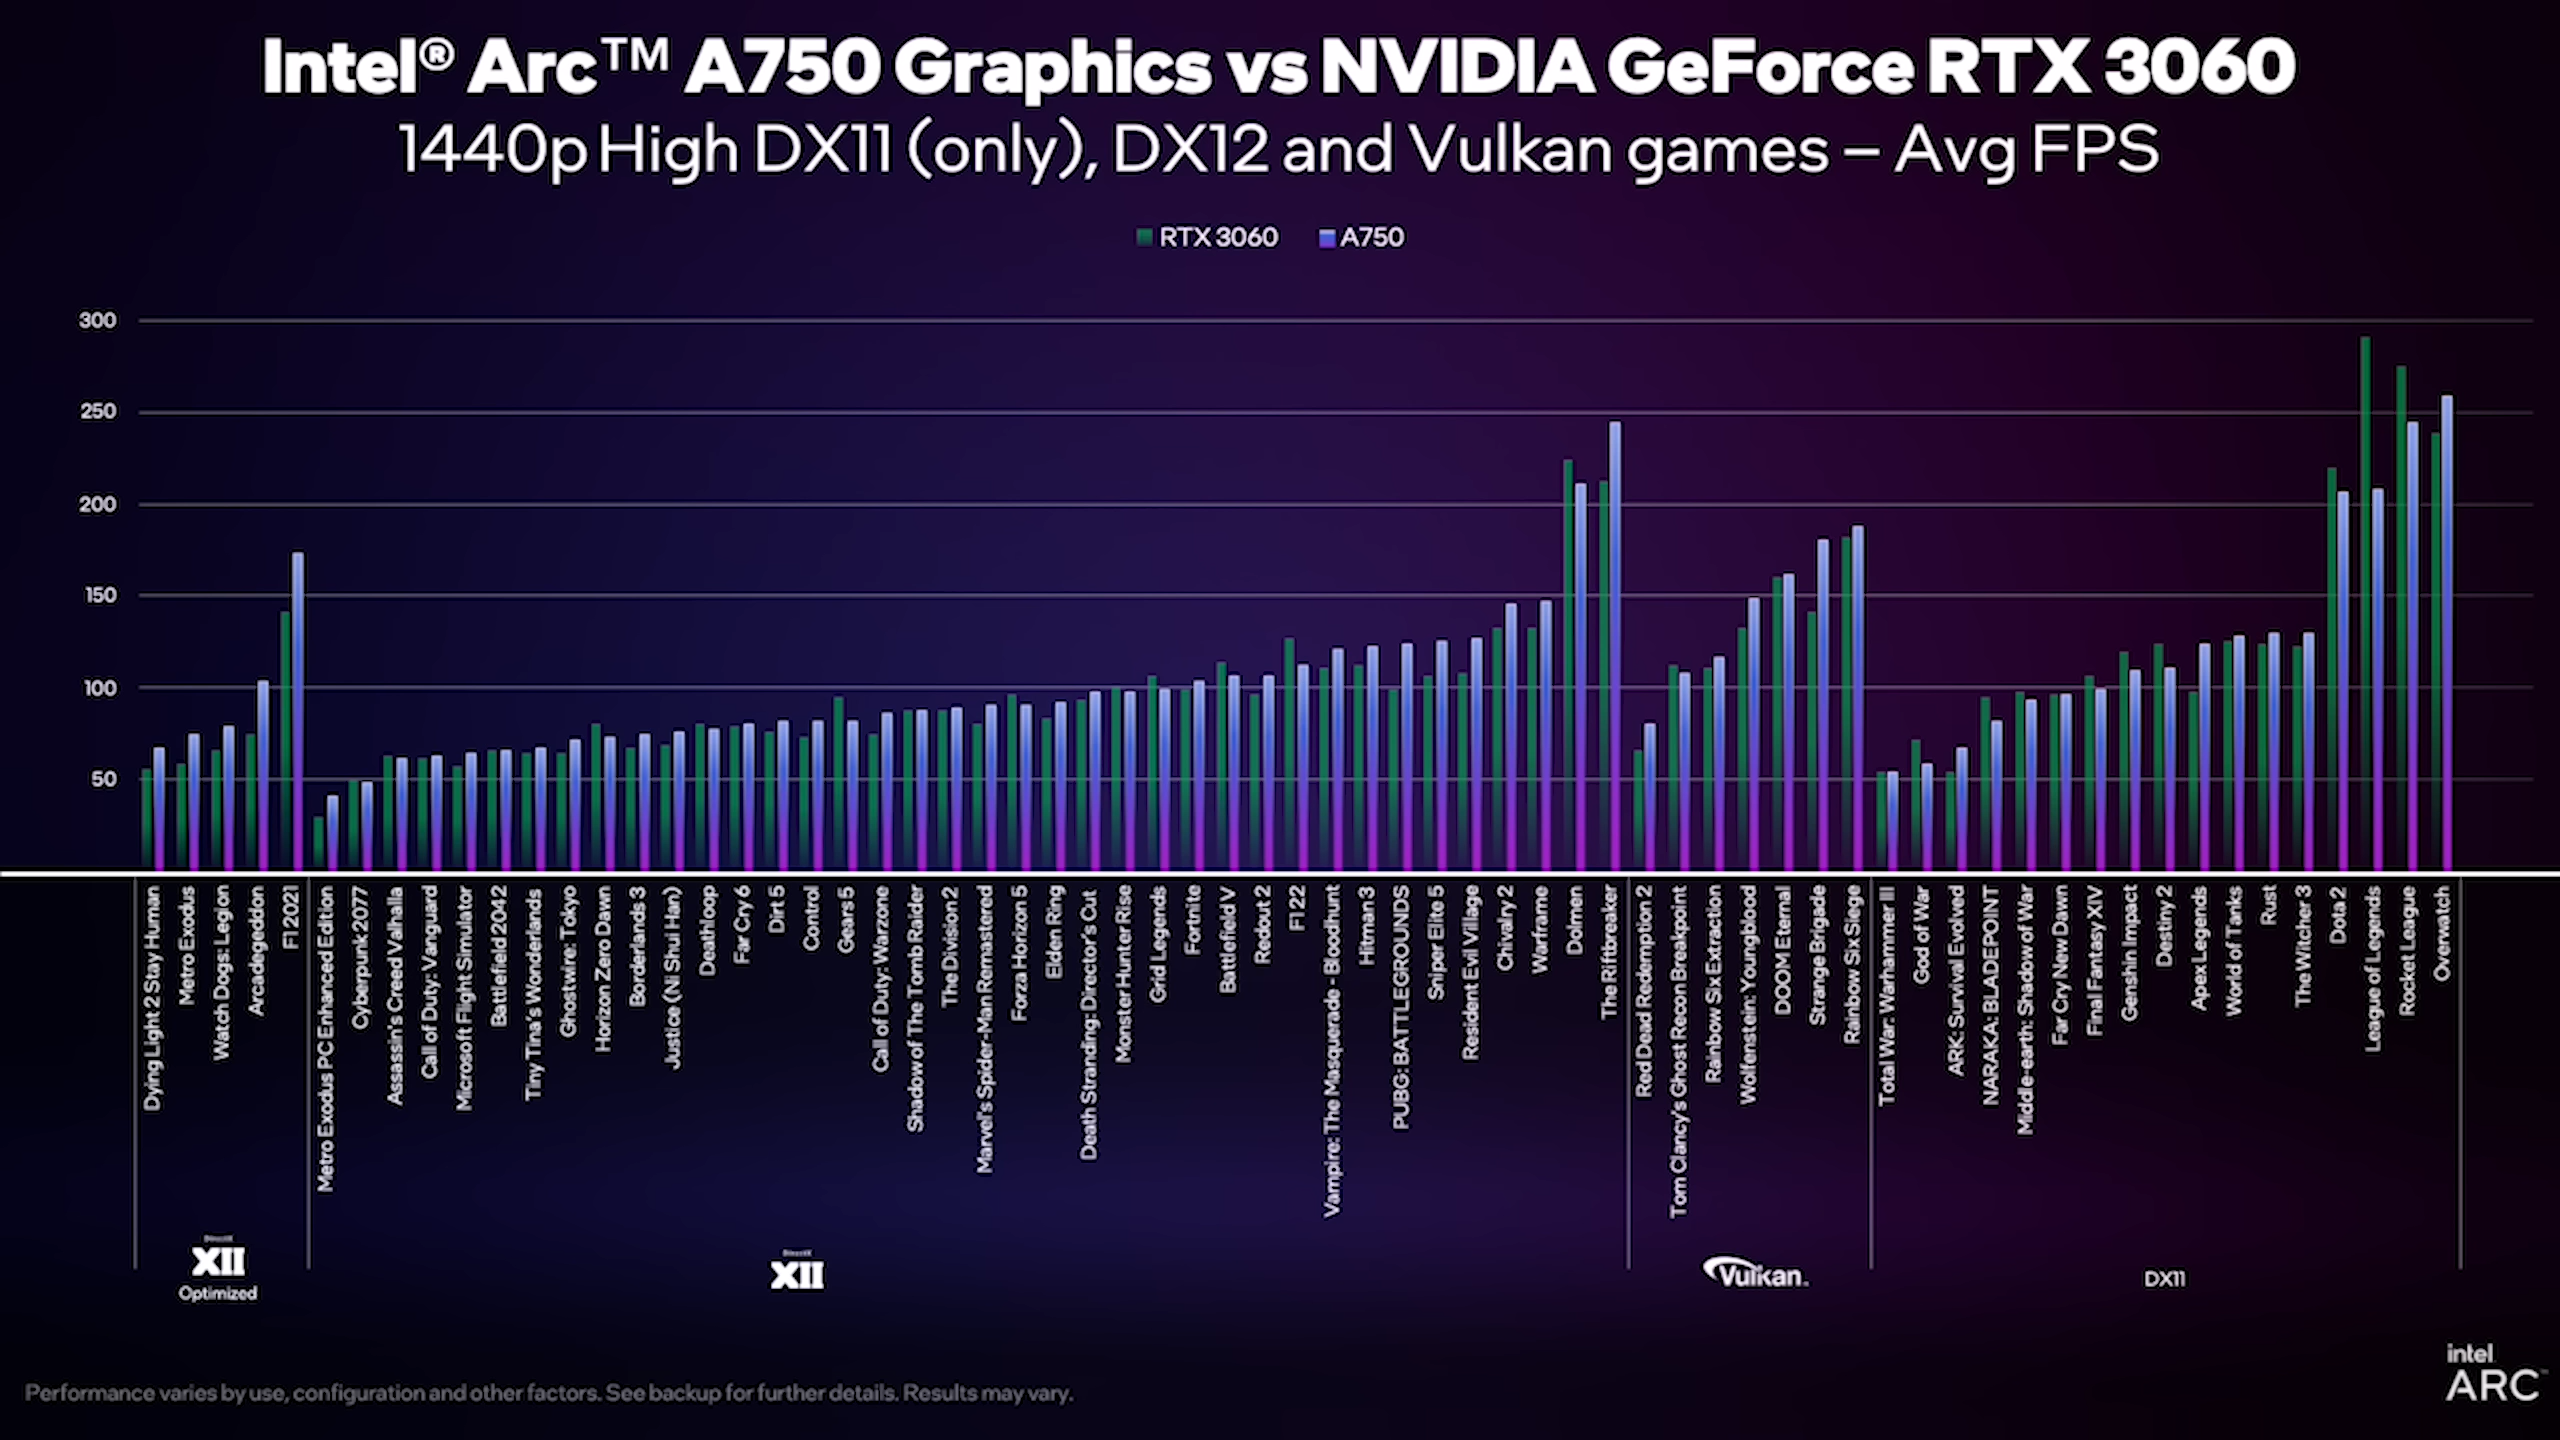 Intel® Arc™ A750 Graphics vs NVIDIA GeForce RTX 3060
1440p High DX11 (only), DX12 and Vulkan games – Avg FPS
RTX 3060
A750
300
250
200
150
100
50
Dying Light 2 Stay Human
Metro Exodus
Watch Dogs: Legion
Arcadegeddon
F1 2021
Metro Exodus PC Enhanced Edition
Cyberpunk 2077
Assassin's Creed Valhalla
Call of Duty: Vanguard
Microsoft Flight Simulator
Battlefield 2042
Tiny Tina's Wonderlands
Ghostwire: Tokyo
Horizon Zero Dawn
Borderlands 3
Justice (Ni Shui Han)
Deathloop
Far Cry 6
Dirt 5
Control
Gears 5
Call of Duty: Warzone
Shadow of The Tomb Raider
The Division 2
Marvel's Spider-Man Remastered
Forza Horizon 5
Elden Ring
Death Stranding: Director's Cut
Monster Hunter Rise
Grid Legends
Fortnite
Battlefield V
Redout 2
F1 22
Vampire: The Masquerade - Bloodhunt
Hitman 3
PUBG: BATTLEGROUNDS
Sniper Elite 5
Resident Evil Village
Chivalry 2
Warframe
Dolmen
The Riftbreaker
Red Dead Redemption 2
Tom Clancy's Ghost Recon Breakpoint
Rainbow Six Extraction
Wolfenstein: Youngblood
DOOM Eternal
Strange Brigade
Rainbow Six Siege
Total War: Warhammer III
God of War
ARK: Survival Evolved
NARAKA: BLADEPOINT
Middle-earth: Shadow of War
Far Cry New Dawn
Final Fantasy XIV
Genshin Impact
Destiny 2
Apex Legends
World of Tanks
Rust
The Witcher 3
Dota 2
League of Legends
Rocket League
Overwatch
DirectX
XII
Optimized
DirectX
XII
Vulkan.
DX11
Performance varies by use, configuration and other factors. See backup for further details. Results may vary.
intel
ARC™